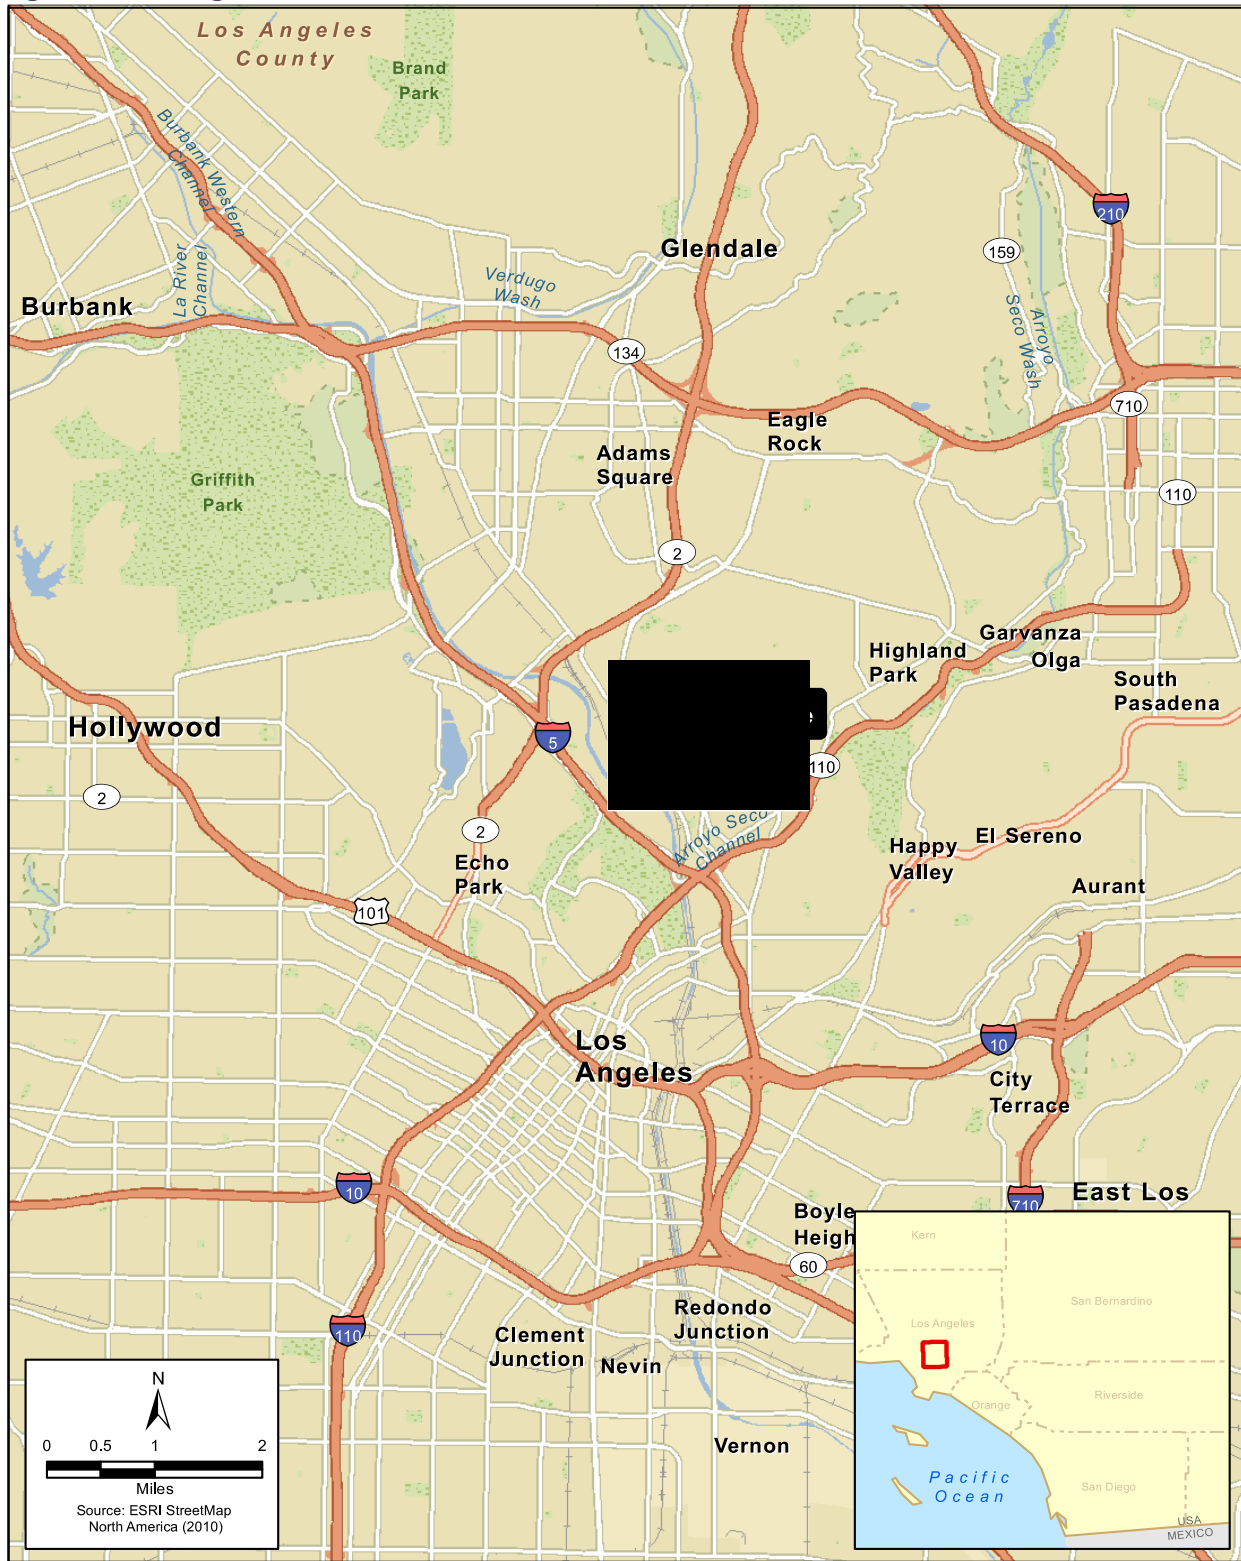 Los Angeles
County
Brand
Park
Burbank Western
Channel
210
Glendale
159
La River
Channel
Verdugo
Wash
Arroyo
Seco Wash
Burbank
134
710
Eagle
Rock
Adams
Square
Griffith
Park
110
2
Garvanza
Highland
Park
Olga
South
Pasadena
Hollywood
5
110
2
2
Arroyo Seco
Channel
El Sereno
Happy
Valley
Echo
Park
Aurant
101
Los
Angeles
10
City
Terrace
10
710
East Los
Boyle
Heigh
60
Redondo
Junction
110
Clement
Junction
Nevin
Vernon
N
0 0.5 1 2
Miles
Source: ESRI StreetMap
North America (2010)
Kern
San Bernardino
Los Angeles
Riverside
Orange
Pacific
Ocean
San Diego
USA
MEXICO